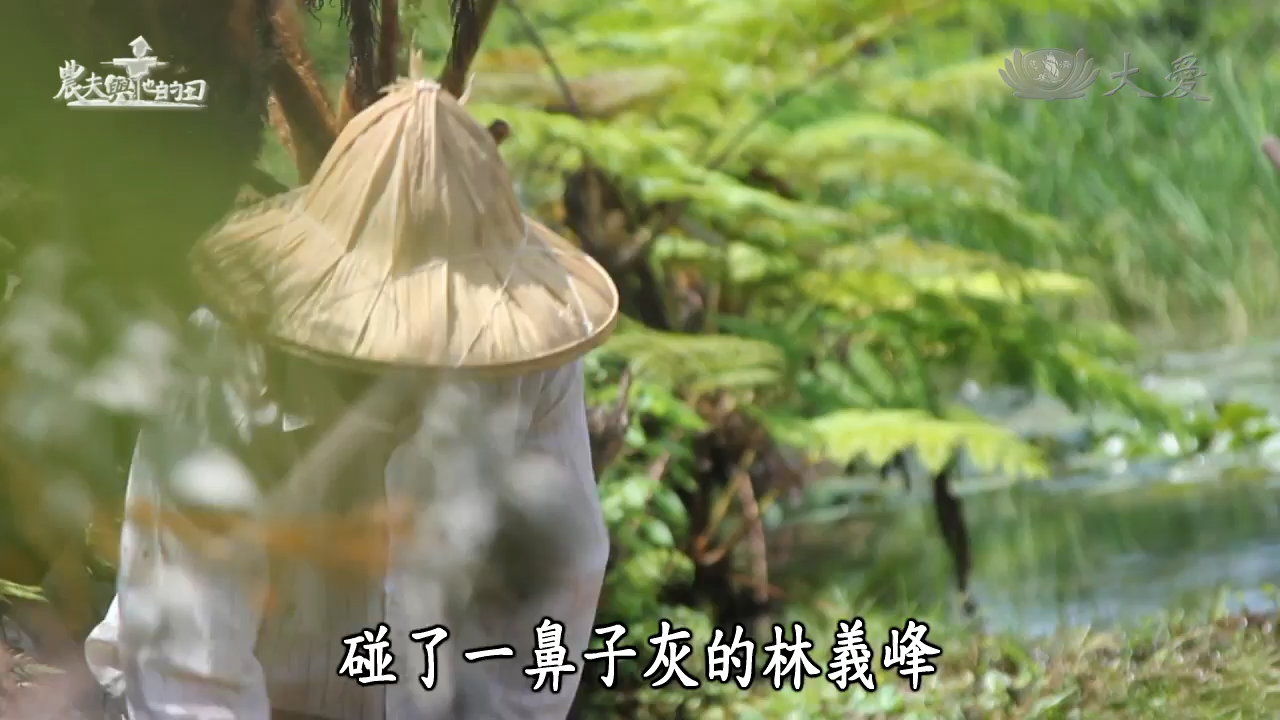 農夫與他的田
大愛
碰了一鼻子灰的林義峰